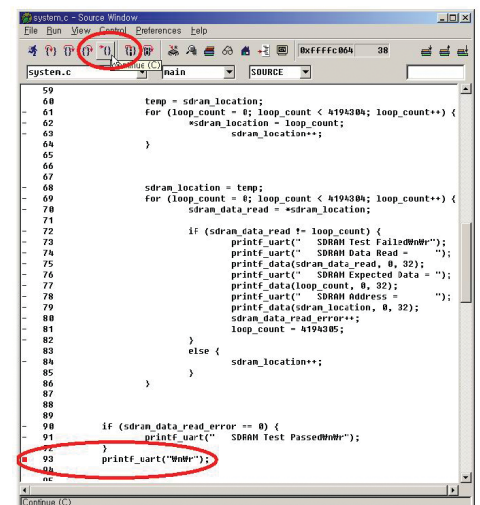 system.c - Source Window
File Run View Control Preferences Help
0xffffc064 38
Continue (C)
system.c main SOURCE
59
60 temp = sdram_location;
- 61 for (loop_count = 0; loop_count < 4194304; loop_count++) {
- 62 *sdram_location = loop_count;
- 63 sdram_location++;
64 }
65
66
67
- 68 sdram_location = temp;
- 69 for (loop_count = 0; loop_count < 4194304; loop_count++) {
- 70 sdram_data_read = *sdram_location;
71
- 72 if (sdram_data_read != loop_count) {
- 73 printf_uart(" SDRAM Test Failed₩n₩r");
- 74 printf_uart(" SDRAM Data Read = ");
- 75 printf_data(sdram_data_read, 0, 32);
- 76 printf_uart(" SDRAM Expected Data = ");
- 77 printf_data(loop_count, 0, 32);
- 78 printf_uart(" SDRAM Address = ");
- 79 printf_data(sdram_location, 0, 32);
- 80 sdram_data_read_error++;
- 81 loop_count = 4194305;
- 82 }
83 else {
- 84 sdram_location++;
85 }
86 }
87
88
89
- 90 if (sdram_data_read_error == 0) {
- 91 printf_uart(" SDRAM Test Passed₩n₩r");
- 92 }
93 printf_uart("₩n₩r");
94
95
Continue (C)